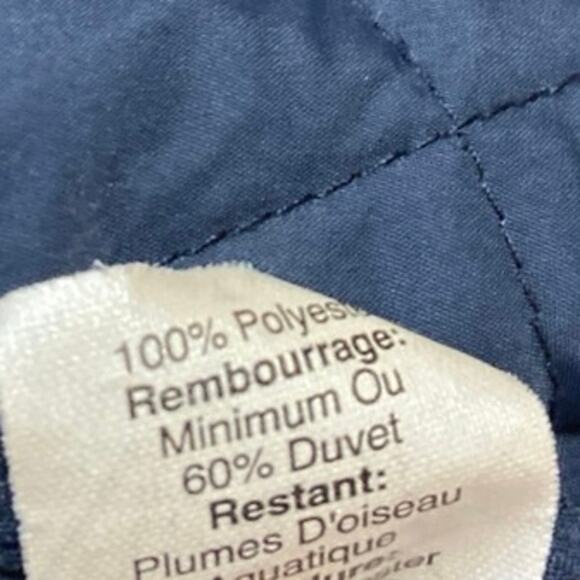 100% Polyes
Rembourrage:
Minimum Ou
60% Duvet
Restant:
Plumes D'oiseau
Aquatique